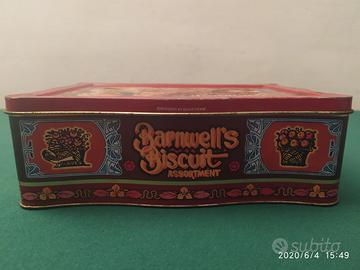 Barnwell's
Biscuit
ASSORTMENT
subito
2020/6/4 15:49